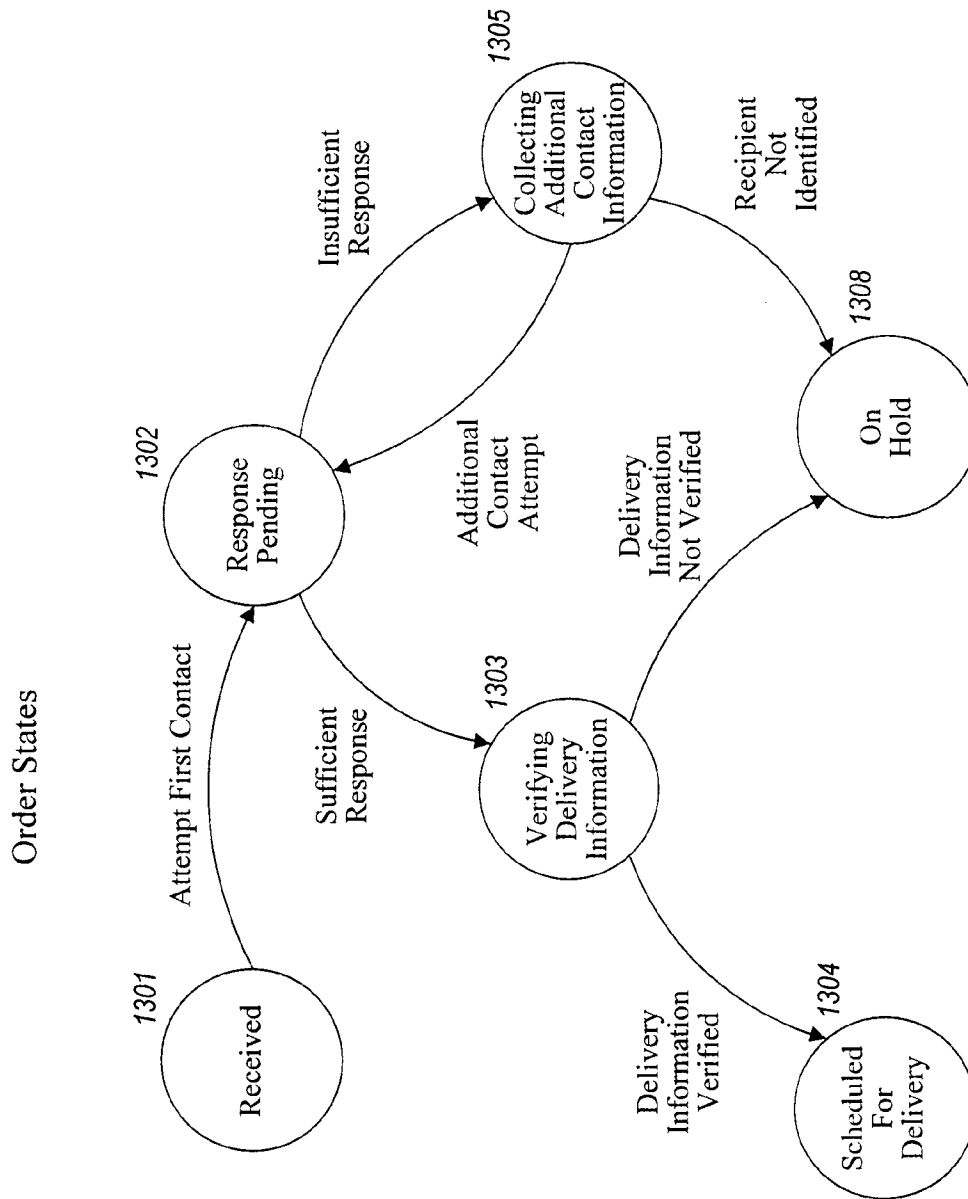 Order States
1301
Received
Attempt First Contact
1302
Response
Pending
Insufficient
Response
1305
Collecting
Additional
Contact
Information
Sufficient
Response
Additional
Contact
Attempt
1303
Verifying
Delivery
Information
Recipient
Not
Identified
Delivery
Information
Not Verified
Delivery
Information
Verified
1304
Scheduled
For
Delivery
1308
On
Hold